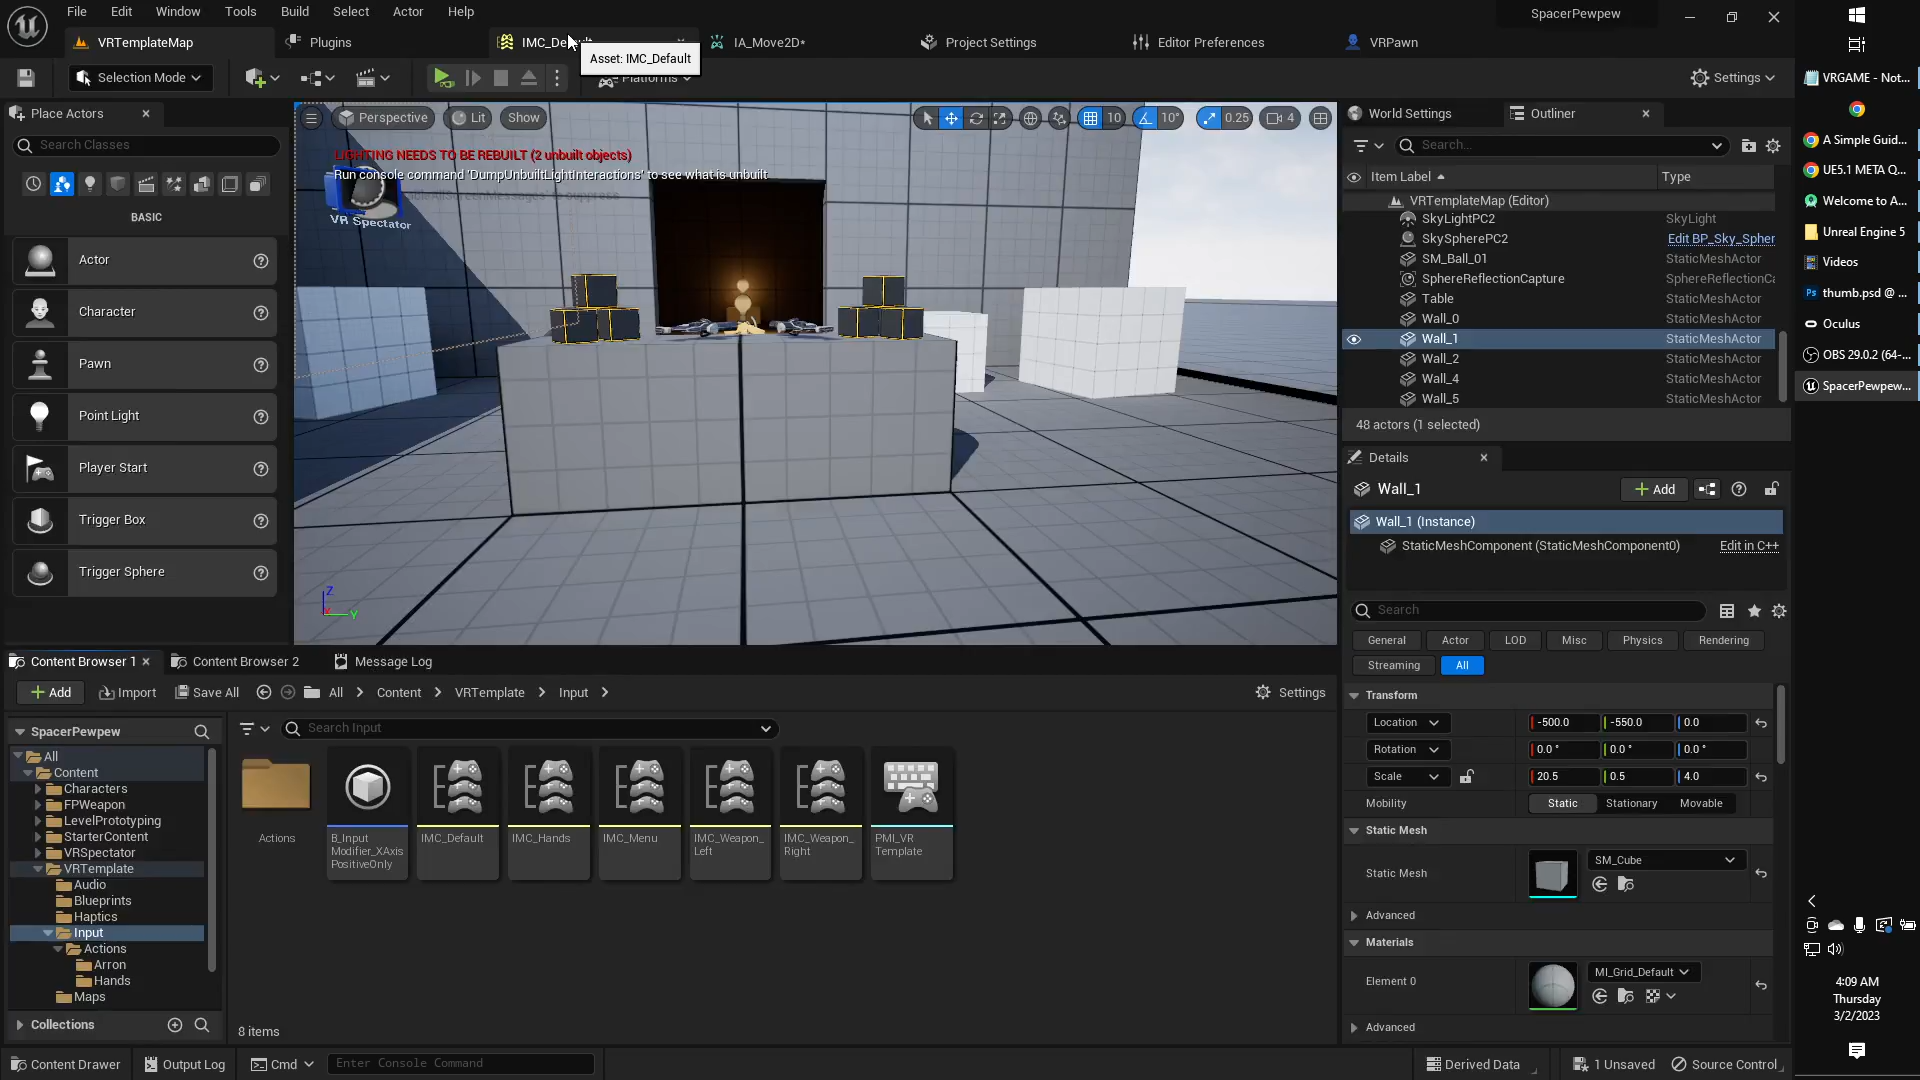 File Edit Window Tools Build Select Actor Help
SpacerPewpew
VRTemplateMap
Plugins
IMC_Default
IA_Move2D*
Project Settings
Editor Preferences
VRPawn
Asset: IMC_Default
Selection Mode
Platforms
Settings
Place Actors
Search Classes
BASIC
Actor
Character
Pawn
Point Light
Player Start
Trigger Box
Trigger Sphere
Perspective Lit Show
10 10° 0.25 4
LIGHTING NEEDS TO BE REBUILT (2 unbuilt objects)
Run console command 'DumpUnbuiltLightInteractions' to see what is unbuilt
to suppress
VR Spectator
Z
Y
World Settings
Outliner
Search...
Item Label Type
VRTemplateMap (Editor)
SkyLightPC2 SkyLight
SkySpherePC2 Edit BP_Sky_Spher
SM_Ball_01 StaticMeshActor
SphereReflectionCapture SphereReflectionCa
Table StaticMeshActor
Wall_0 StaticMeshActor
Wall_1 StaticMeshActor
Wall_2 StaticMeshActor
Wall_4 StaticMeshActor
Wall_5 StaticMeshActor
48 actors (1 selected)
Details
Wall_1
Add
Wall_1 (Instance)
StaticMeshComponent (StaticMeshComponent0) Edit in C++
Search
General Actor LOD Misc Physics Rendering
Streaming All
Transform
Location -500.0 -550.0 0.0
Rotation 0.0 ° 0.0 ° 0.0 °
Scale 20.5 0.5 4.0
Mobility Static Stationary Movable
Static Mesh
Static Mesh SM_Cube
Advanced
Materials
Element 0 MI_Grid_Default
Advanced
Content Browser 1
Content Browser 2
Message Log
Add Import Save All All Content VRTemplate Input Settings
SpacerPewpew
Search Input
All
Content
Characters
FPWeapon
LevelPrototyping
StarterContent
VRSpectator
VRTemplate
Audio
Blueprints
Haptics
Input
Actions
Arron
Hands
Maps
Collections
Actions
B_Input
Modifier_XAxis
PositiveOnly
IMC_Default
IMC_Hands
IMC_Menu
IMC_Weapon_
Left
IMC_Weapon_
Right
PMI_VR
Template
8 items
Content Drawer Output Log Cmd Enter Console Command Derived Data 1 Unsaved Source Control
VRGAME - Not...
A Simple Guid...
UE5.1 META Q...
Welcome to A...
Unreal Engine 5
Videos
thumb.psd @ ...
Oculus
OBS 29.0.2 (64-...
SpacerPewpew...
4:09 AM
Thursday
3/2/2023